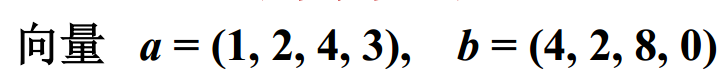 向量 a = (1, 2, 4, 3), b = (4, 2, 8, 0)